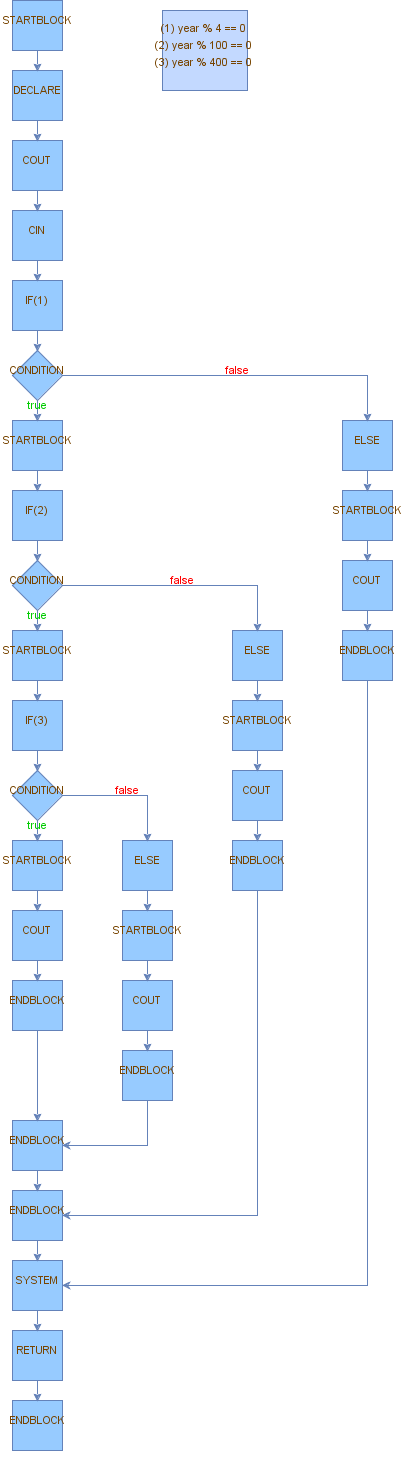 STARTBLOCK
(1) year % 4 == 0
(2) year % 100 == 0
(3) year % 400 == 0
DECLARE
COUT
CIN
IF(1)
CONDITION
false
true
STARTBLOCK
ELSE
IF(2)
STARTBLOCK
CONDITION
false
COUT
true
STARTBLOCK
ELSE
ENDBLOCK
IF(3)
STARTBLOCK
CONDITION
false
COUT
true
STARTBLOCK
ELSE
ENDBLOCK
COUT
STARTBLOCK
ENDBLOCK
COUT
ENDBLOCK
ENDBLOCK
ENDBLOCK
SYSTEM
RETURN
ENDBLOCK